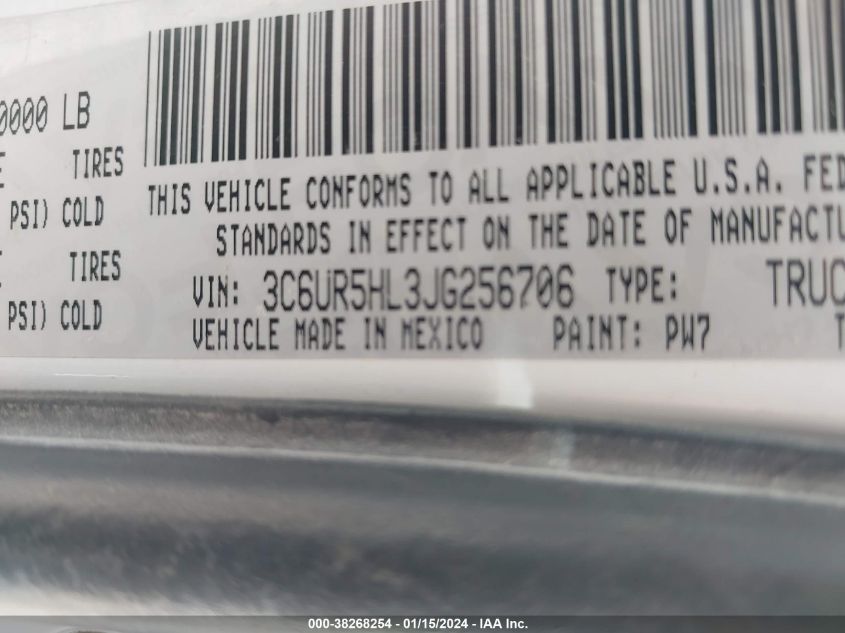 0000 LB
TIRES
PSI) COLD
TIRES
PSI) COLD
THIS VEHICLE CONFORMS TO ALL APPLICABLE U.S.A. FED
STANDARDS IN EFFECT ON THE DATE OF MANUFACTU
VIN: 3C6UR5HL3JG256706 TYPE: TRUC
VEHICLE MADE IN MEXICO PAINT: PW7 T
000-38268254 - 01/15/2024 - IAA Inc.